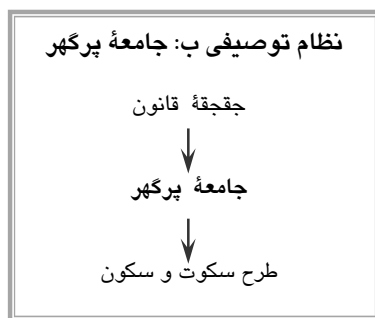 نظام توصیفی ب: جامعهٔ پرگهر
جقجقهٔ قانون
جامعهٔ پرگهر
طرح سکوت و سکون